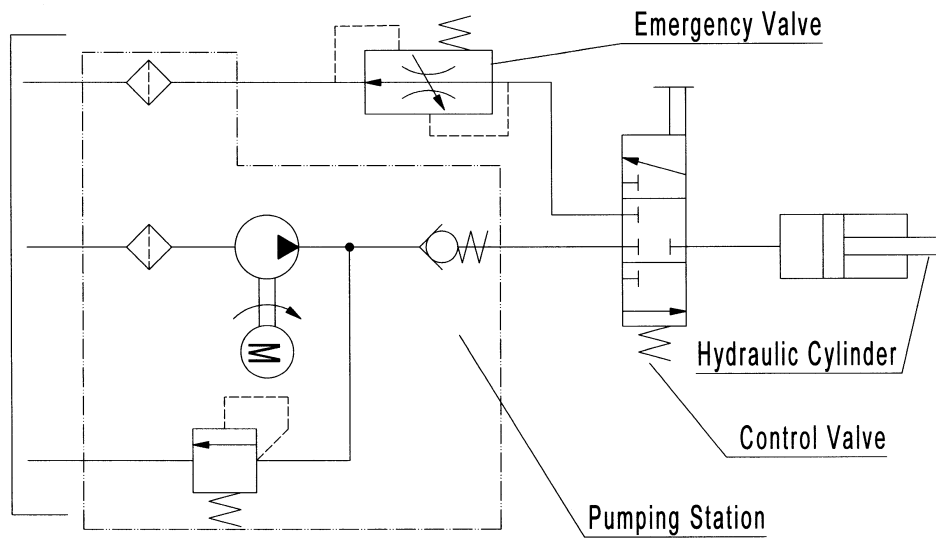 Emergency Valve
M
Hydraulic Cylinder
Control Valve
Pumping Station